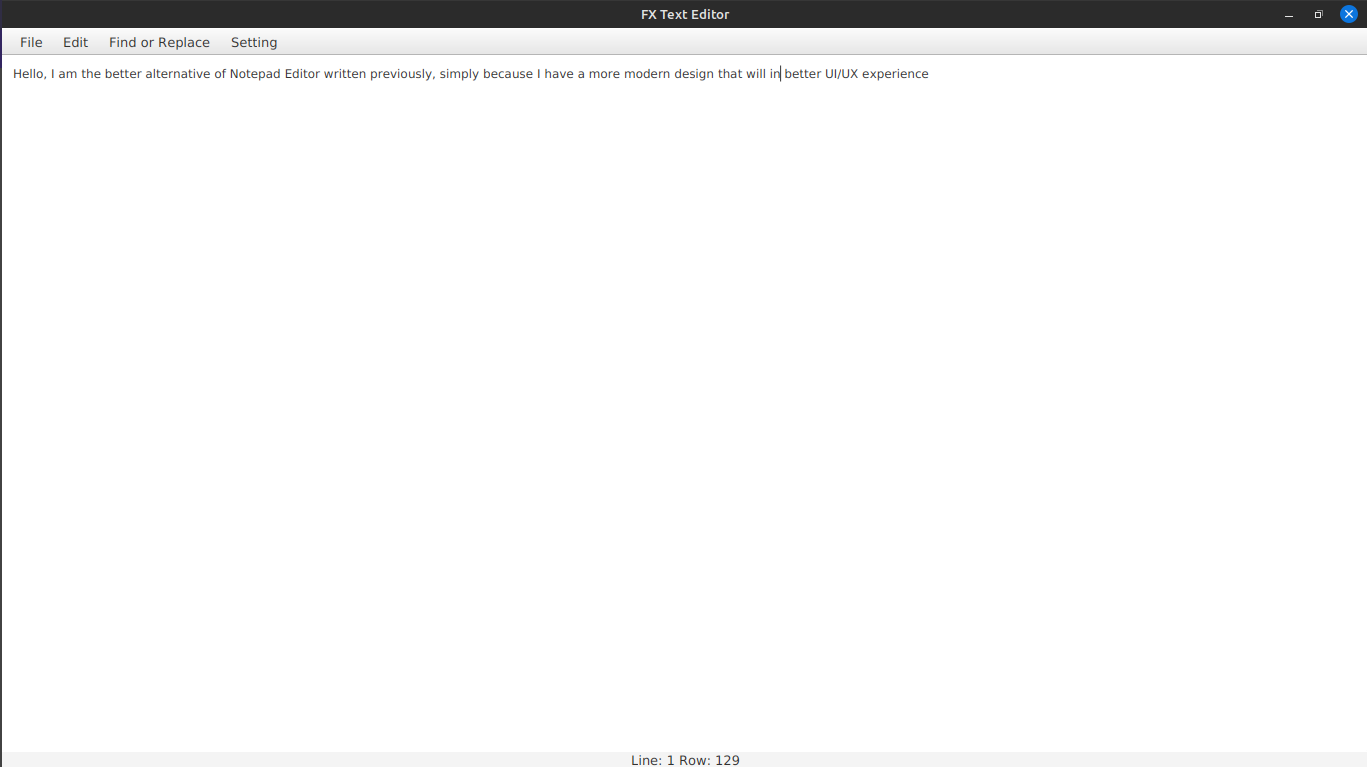 FX Text Editor
File Edit Find or Replace Setting
Hello, I am the better alternative of Notepad Editor written previously, simply because I have a more modern design that will in better UI/UX experience
Line: 1 Row: 129